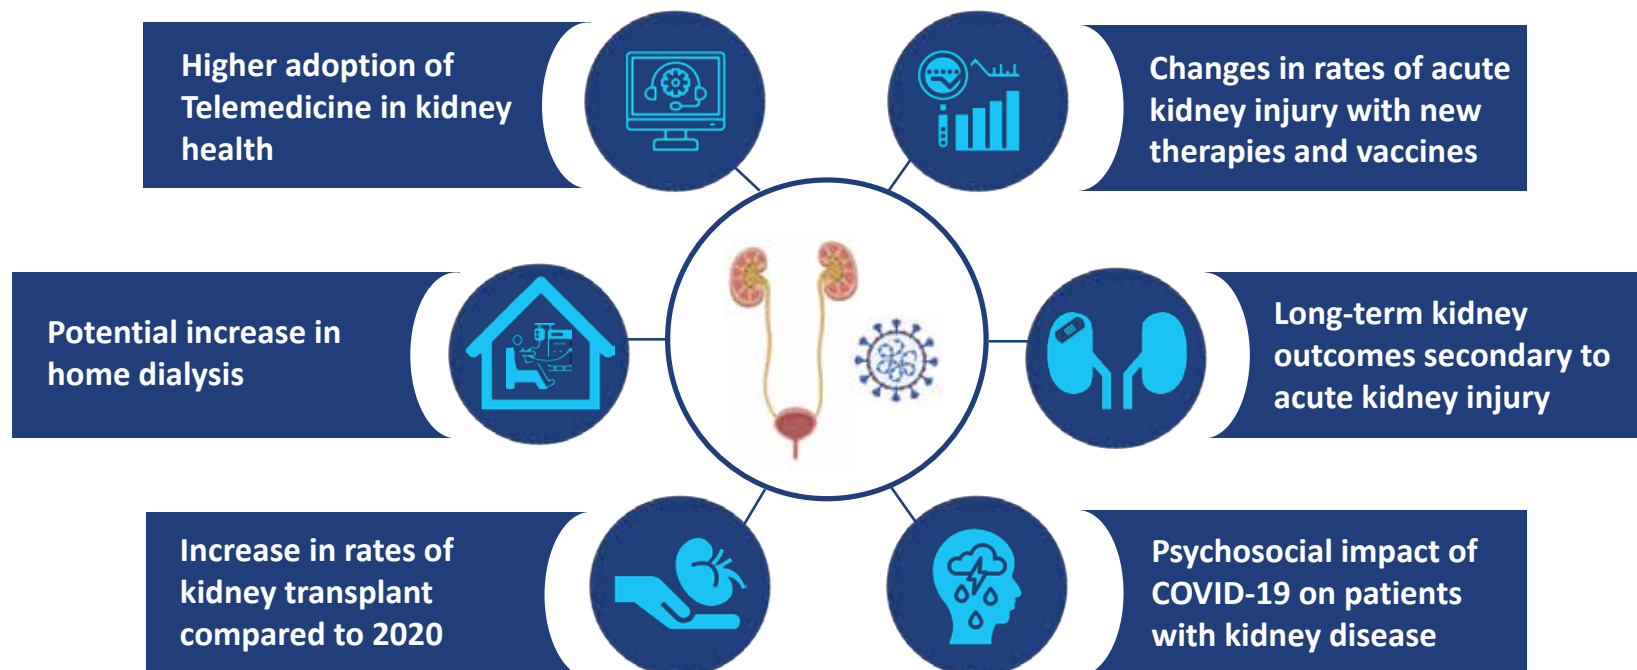 Higher adoption of
Telemedicine in kidney
health
Changes in rates of acute
kidney injury with new
therapies and vaccines
Potential increase in
home dialysis
Long-term kidney
outcomes secondary to
acute kidney injury
Increase in rates of
kidney transplant
compared to 2020
Psychosocial impact of
COVID-19 on patients
with kidney disease